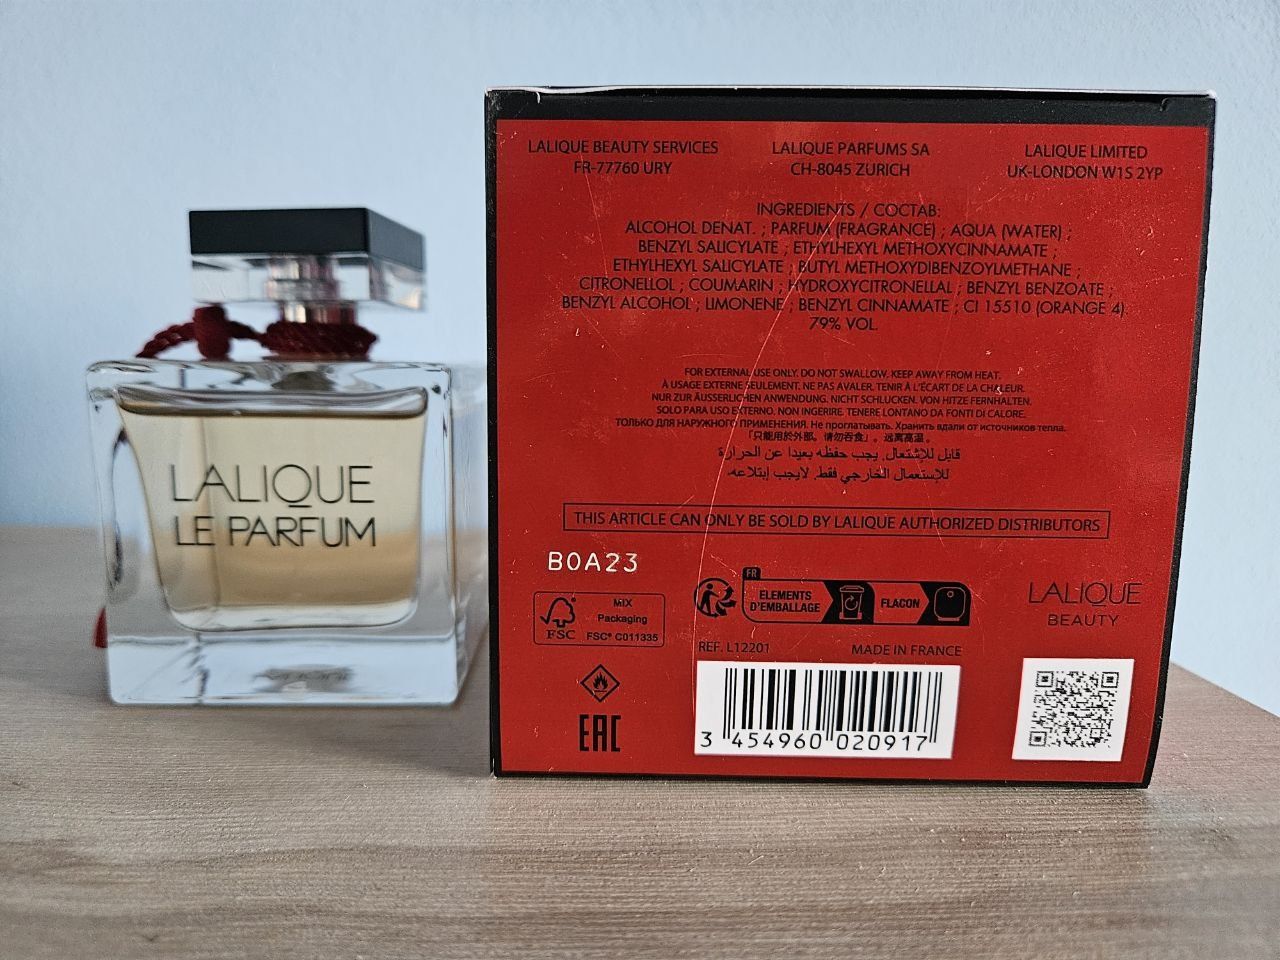 LALIQUE
LE PARFUM
LALIQUE BEAUTY SERVICES
FR-77760 URY
LALIQUE PARFUMS SA
CH-8045 ZURICH
LALIQUE LIMITED
UK-LONDON W1S 2YP
INGREDIENTS / СОСТАВ:
ALCOHOL DENAT. ; PARFUM (FRAGRANCE) ; AQUA (WATER) ;
BENZYL SALICYLATE ; ETHYLHEXYL METHOXYCINNAMATE ;
ETHYLHEXYL SALICYLATE ; BUTYL METHOXYDIBENZOYLMETHANE ;
CITRONELLOL ; COUMARIN ; HYDROXYCITRONELLAL ; BENZYL BENZOATE ;
BENZYL ALCOHOL ; LIMONENE ; BENZYL CINNAMATE ; CI 15510 (ORANGE 4).
79% VOL.
FOR EXTERNAL USE ONLY. DO NOT SWALLOW. KEEP AWAY FROM HEAT.
À USAGE EXTERNE SEULEMENT. NE PAS AVALER. TENIR À L'ÉCART DE LA CHALEUR.
NUR ZUR ÄUSSERLICHEN ANWENDUNG. NICHT SCHLUCKEN. VON HITZE FERNHALTEN.
SOLO PARA USO EXTERNO. NON INGERIRE. TENERE LONTANO DA FONTI DI CALORE.
ТОЛЬКО ДЛЯ НАРУЖНОГО ПРИМЕНЕНИЯ. Не проглатывать. Хранить вдали от источников тепла.
「只能用於外部。请勿吞食」。远离高温。
قابل للإشتعال. يجب حفظه بعيدا عن الحرارة
للإستعمال الخارجي فقط. لايجب إبتلاعه.
THIS ARTICLE CAN ONLY BE SOLD BY LALIQUE AUTHORIZED DISTRIBUTORS
B0A23
FSC
MIX
Packaging
FSC® C011335
FR
ELEMENTS
D'EMBALLAGE
FLACON
LALIQUE
BEAUTY
REF. L12201
MADE IN FRANCE
EAC
3 454960 020917